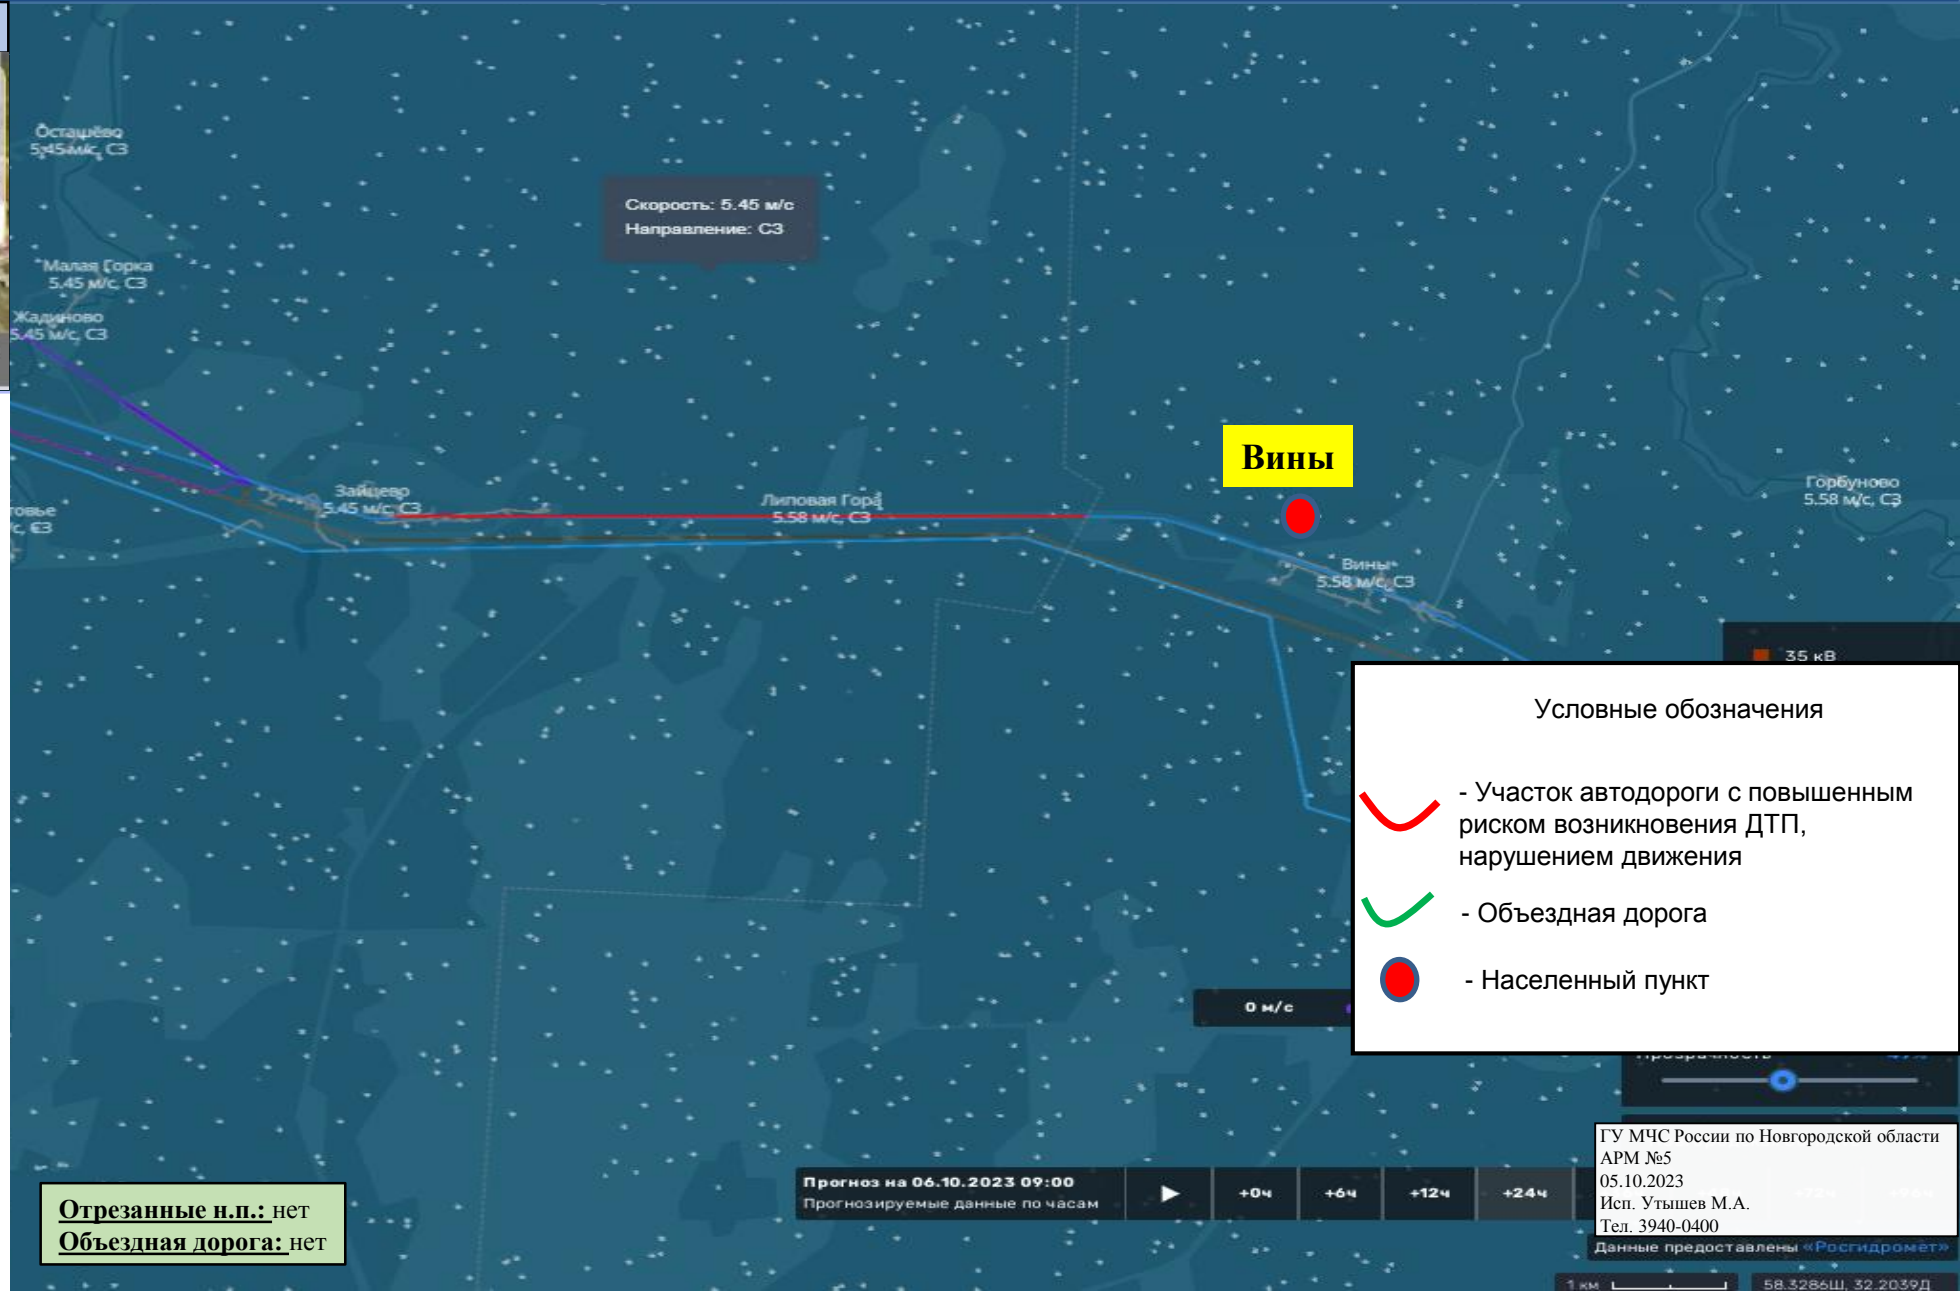 Осташёво
5.45 м/с, СЗ
Скорость: 5.45 м/с
Направление: СЗ
Малая Горка
5.45 м/с, СЗ
Жадиново
5.45 м/с, СЗ
Вины
Зайцево
5.45 м/с, СЗ
Липовая Гора
5.58 м/с, СЗ
Горбуново
5.58 м/с, СЗ
СЗ
Вины
5.58 м/с, СЗ
35 кВ
Условные обозначения
- Участок автодороги с повышенным
риском возникновения ДТП,
нарушением движения
- Объездная дорога
- Населенный пункт
0 м/с
ГУ МЧС России по Новгородской области
АРМ №5
05.10.2023
Исп. Утышев М.А.
Тел. 3940-0400
Прогноз на 06.10.2023 09:00
Прогнозируемые данные по часам
+0ч +6ч +12ч +24ч
Отрезанные н.п.: нет
Объездная дорога: нет
Данные предоставлены «Росгидромет»
1 км 58.3286Ш, 32.2039Д